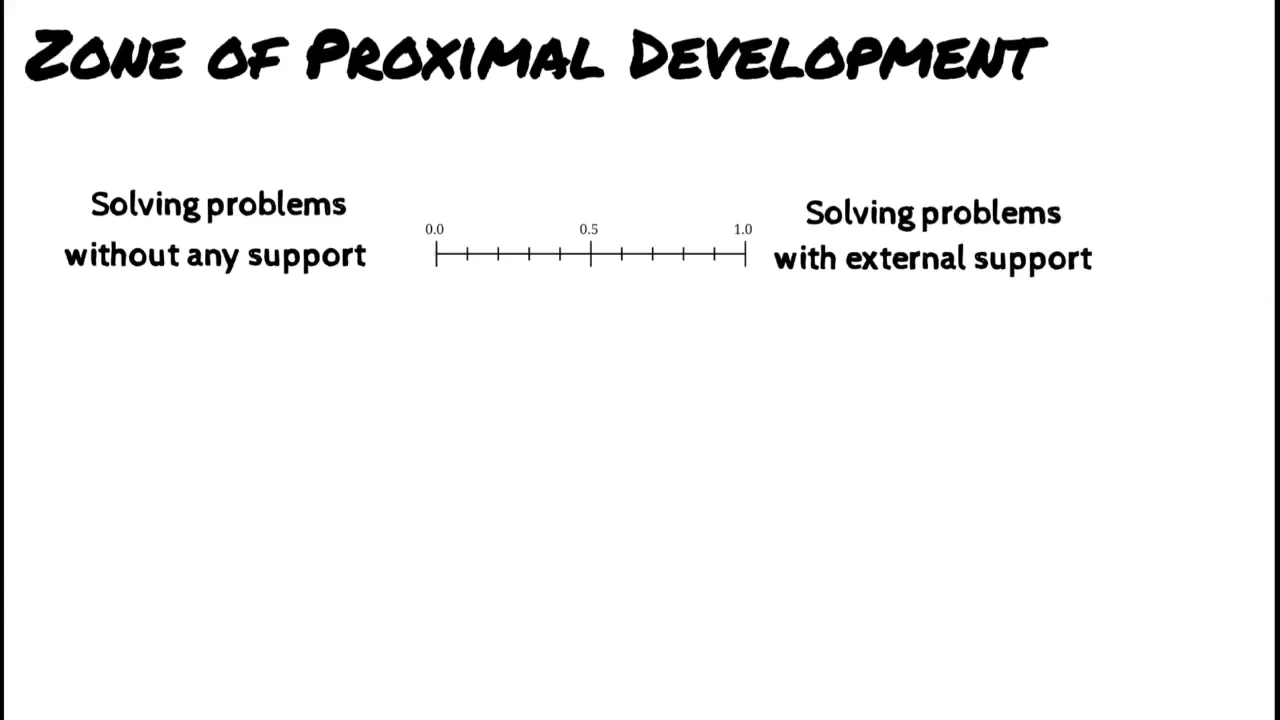 Zone of Proximal Development
Solving problems
without any support
0.0 0.5 1.0
Solving problems
with external support